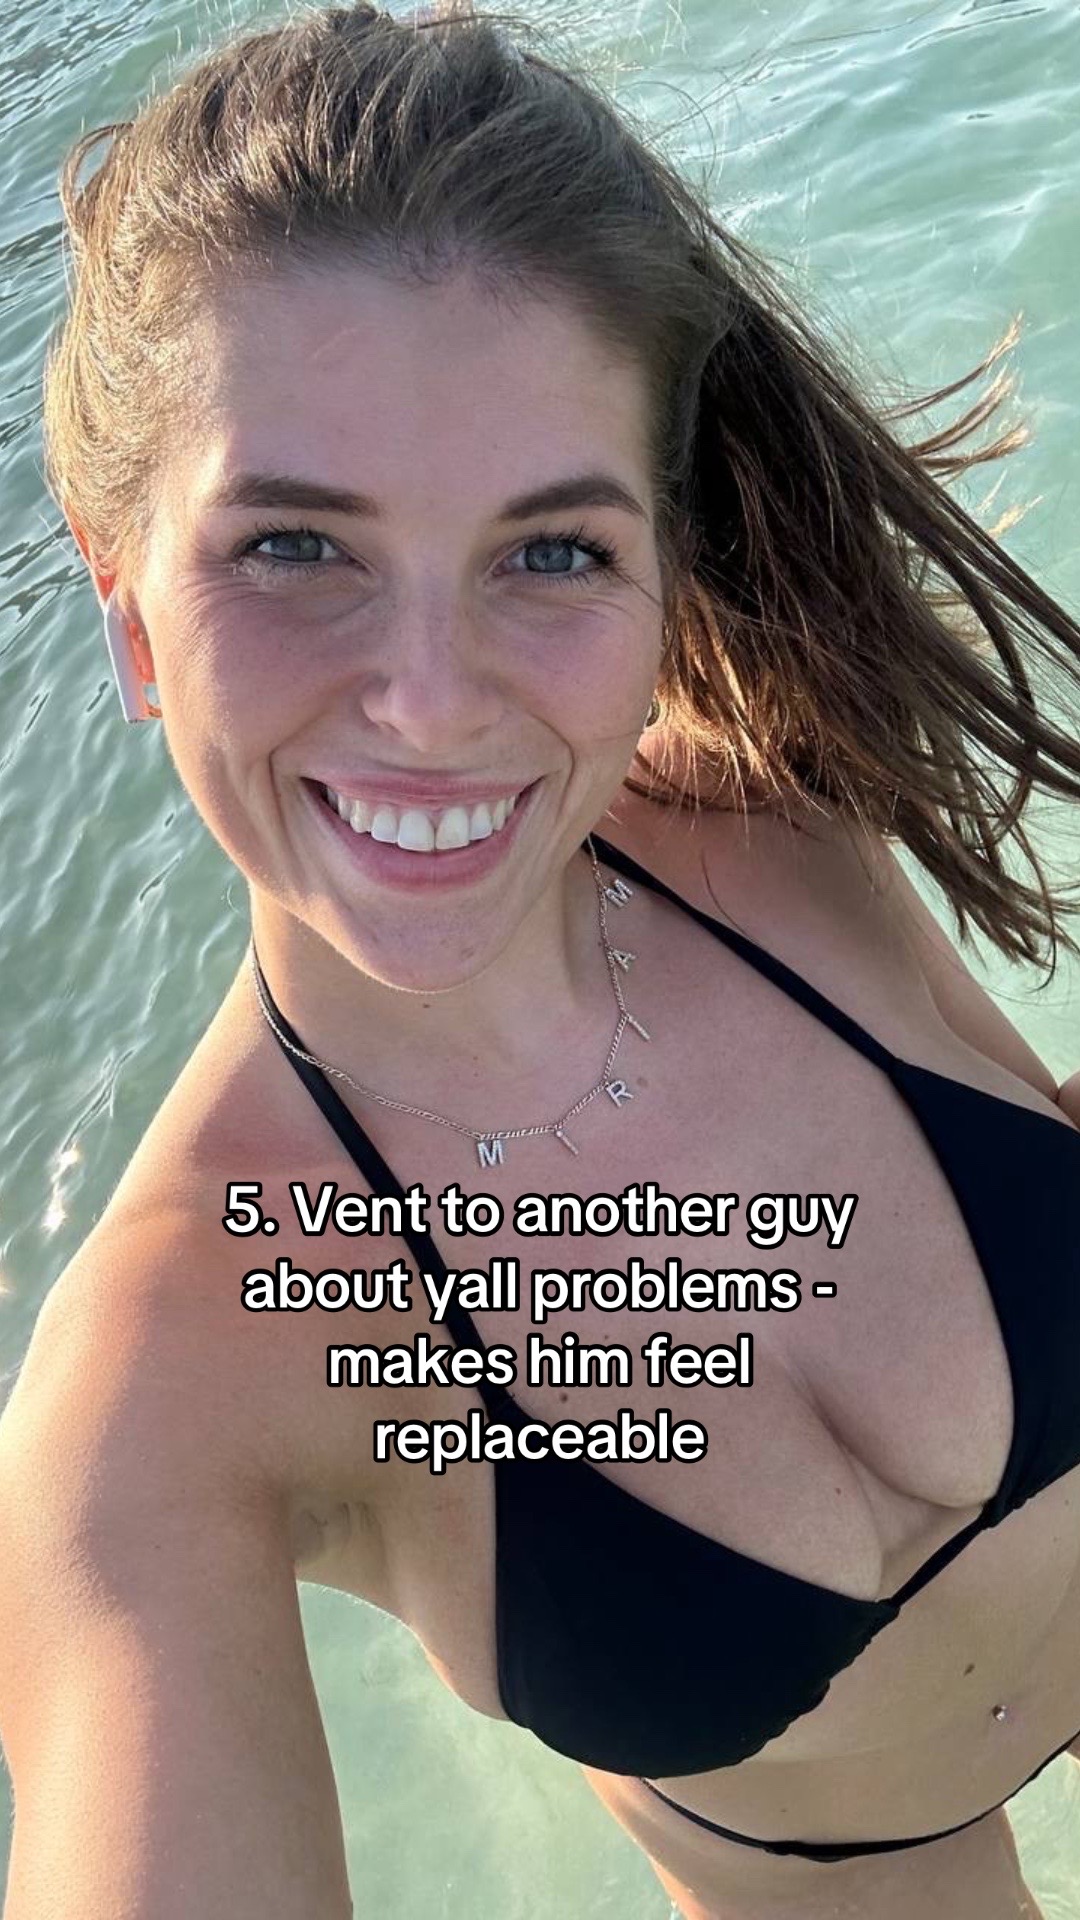 M
A
I
R
I
M
5. Vent to another guy
about yall problems -
makes him feel
replaceable